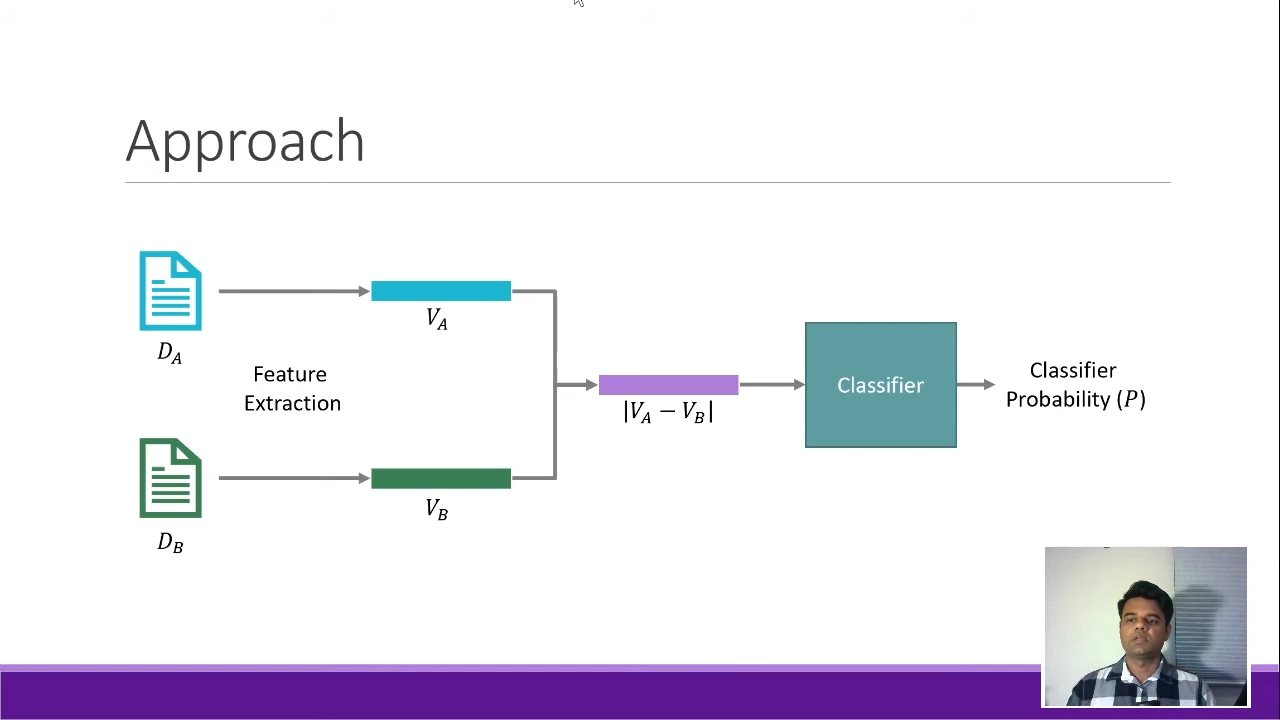 Approach
D_A
V_A
Feature
Extraction
|V_A − V_B|
Classifier
Classifier
Probability (P)
V_B
D_B